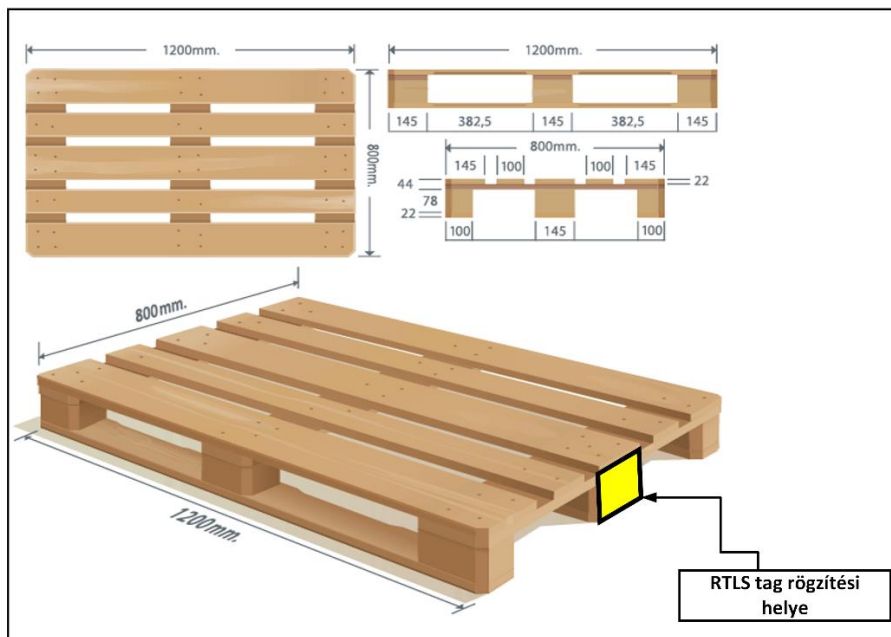 1200mm.
800mm.
1200mm.
145 382,5 145 382,5 145
800mm.
145 100 100 145
44 22
78
22
100 145 100
800mm.
1200mm.
RTLS tag rögzítési
helye